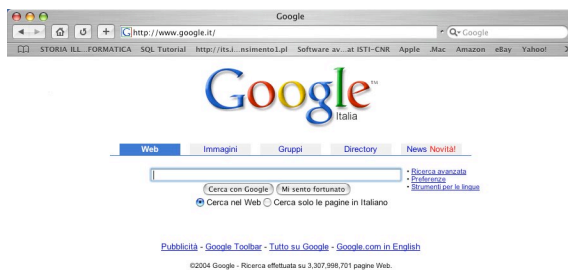 Google
http://www.google.it/
Google
STORIA ILL...FORMATICA SQL Tutorial http://its.i...nsimento1.pl Software av...at ISTI-CNR Apple .Mac Amazon eBay Yahoo!
Google™
Italia
Web Immagini Gruppi Directory News Novità!
• Ricerca avanzata
• Preferenze
• Strumenti per le lingue
Cerca con Google Mi sento fortunato
Cerca nel Web Cerca solo le pagine in Italiano
Pubblicità - Google Toolbar - Tutto su Google - Google.com in English
©2004 Google - Ricerca effettuata su 3,307,998,701 pagine Web.